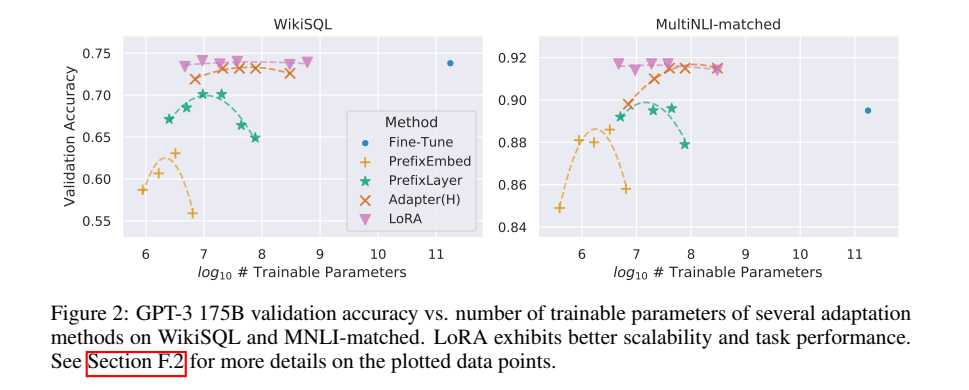 WikiSQL
MultiNLI-matched
Validation Accuracy
0.75
0.70
0.65
0.60
0.55
6 7 8 9 10 11
log10 # Trainable Parameters
Method
Fine-Tune
PrefixEmbed
PrefixLayer
Adapter(H)
LoRA
0.92
0.90
0.88
0.86
0.84
6 7 8 9 10 11
log10 # Trainable Parameters
Figure 2: GPT-3 175B validation accuracy vs. number of trainable parameters of several adaptation
methods on WikiSQL and MNLI-matched. LoRA exhibits better scalability and task performance.
See Section F.2 for more details on the plotted data points.